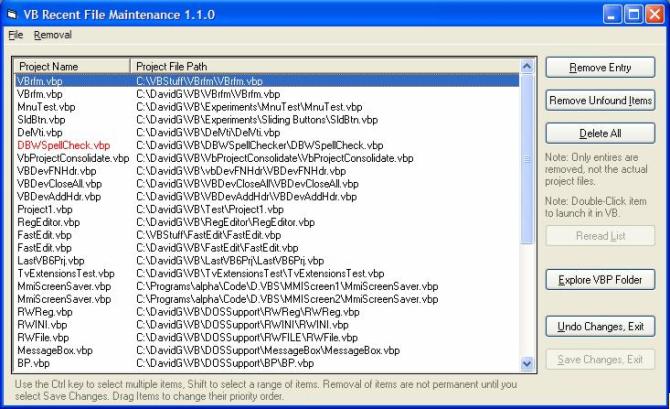 VB Recent File Maintenance 1.1.0
File Removal
Project Name Project File Path
VBrfm.vbp C:\VBStuff\VBrfm\VBrfm.vbp
VBrfm.vbp C:\DavidG\VB\VBrfm\VBrfm.vbp
MnuTest.vbp C:\DavidG\VB\Experiments\MnuTest\MnuTest.vbp
SldBtn.vbp C:\DavidG\VB\Experiments\Sliding Buttons\SldBtn.vbp
DelVti.vbp C:\DavidG\VB\DelVti\DelVti.vbp
DBWSpellCheck.vbp C:\DavidG\VB\DBWSpellChecker\DBWSpellCheck.vbp
VbProjectConsolidate.vbp C:\DavidG\VB\VbProjectConsolidate\VbProjectConsolidate.vbp
VBDevFNHdr.vbp C:\DavidG\VB\vbDevFNHdr\VBDevFNHdr.vbp
VBDevCloseAll.vbp C:\DavidG\VB\VBDevCloseAll\VBDevCloseAll.vbp
VBDevAddHdr.vbp C:\DavidG\VB\VBDevAddHdr\VBDevAddHdr.vbp
Project1.vbp C:\DavidG\VB\Test\Project1.vbp
RegEditor.vbp C:\DavidG\VB\RegEditor\RegEditor.vbp
FastEdit.vbp C:\VBStuff\FastEdit\FastEdit.vbp
FastEdit.vbp C:\DavidG\VB\FastEdit\FastEdit.vbp
LastVB6Prj.vbp C:\DavidG\VB\LastVB6Prj\LastVB6Prj.vbp
TvExtensionsTest.vbp C:\DavidG\VB\TvExtensionsTest\TvExtensionsTest.vbp
MmiScreenSaver.vbp C:\Programs\alpha\Code\D.VBS\MMIScreen1\MmiScreenSaver.vbp
MmiScreenSaver.vbp C:\Programs\alpha\Code\D.VBS\MMIScreen2\MmiScreenSaver.vbp
RWReg.vbp C:\DavidG\VB\DOSSupport\RWReg\RWReg.vbp
RWINI.vbp C:\DavidG\VB\DOSSupport\RWINI\RWINI.vbp
RWFile.vbp C:\DavidG\VB\DOSSupport\RWFILE\RWFile.vbp
MessageBox.vbp C:\DavidG\VB\DOSSupport\MessageBox\MessageBox.vbp
BP.vbp C:\DavidG\VB\DOSSupport\BP\BP.vbp
Remove Entry
Remove Unfound Items
Delete All
Note: Only entires are
removed, not the actual
project files.
Note: Double-Click item
to launch it in VB.
Reread List
Explore VBP Folder
Undo Changes, Exit
Save Changes, Exit
Use the Ctrl key to select multiple items, Shift to select a range of items. Removal of items are not permanent until you
select Save Changes. Drag Items to change their priority order.